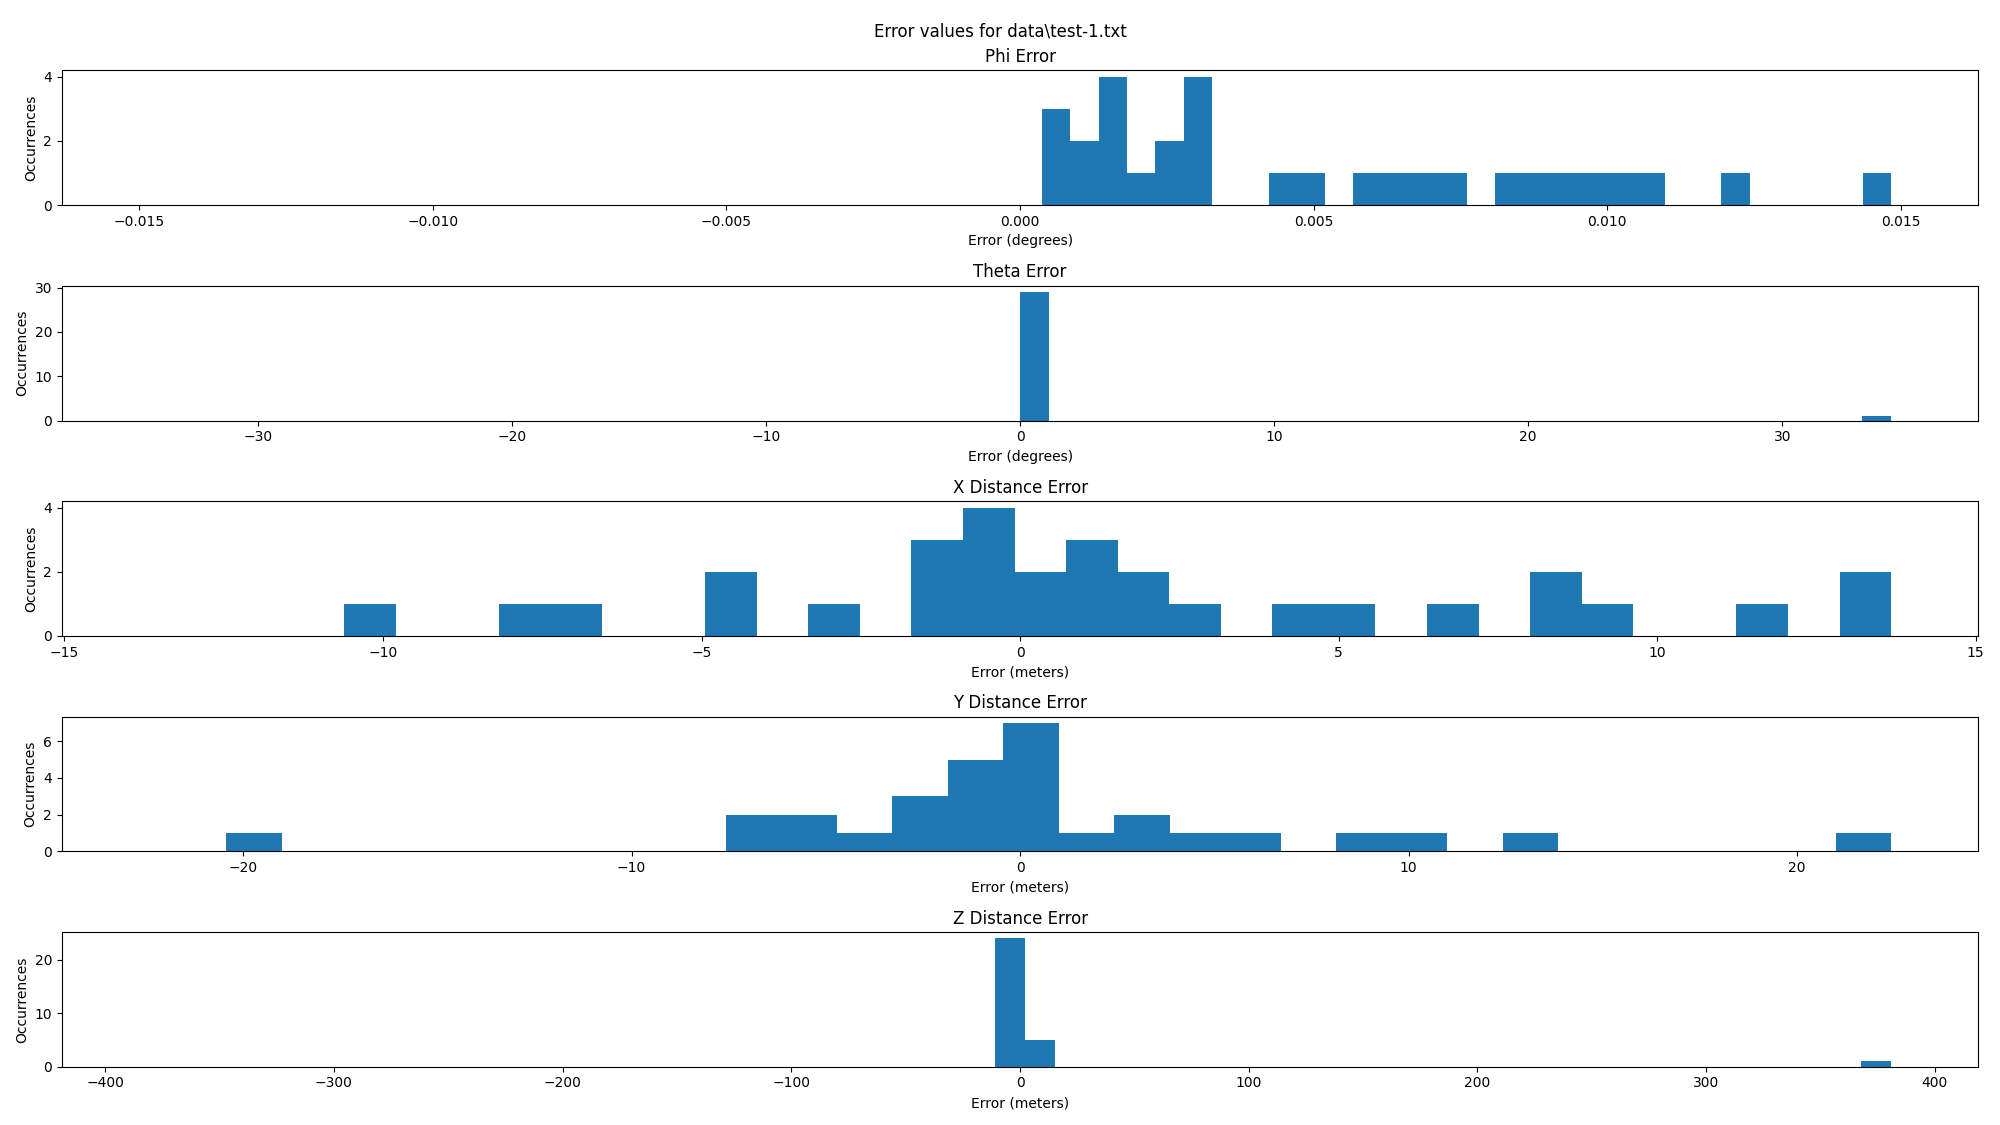 Error values for data\test-1.txt
Phi Error
4
2
0
Occurrences
−0.015 −0.010 −0.005 0.000 0.005 0.010 0.015
Error (degrees)
Theta Error
30
20
10
0
Occurrences
−30 −20 −10 0 10 20 30
Error (degrees)
X Distance Error
4
2
0
Occurrences
−15 −10 −5 0 5 10 15
Error (meters)
Y Distance Error
6
4
2
0
Occurrences
−20 −10 0 10 20
Error (meters)
Z Distance Error
20
10
0
Occurrences
−400 −300 −200 −100 0 100 200 300 400
Error (meters)